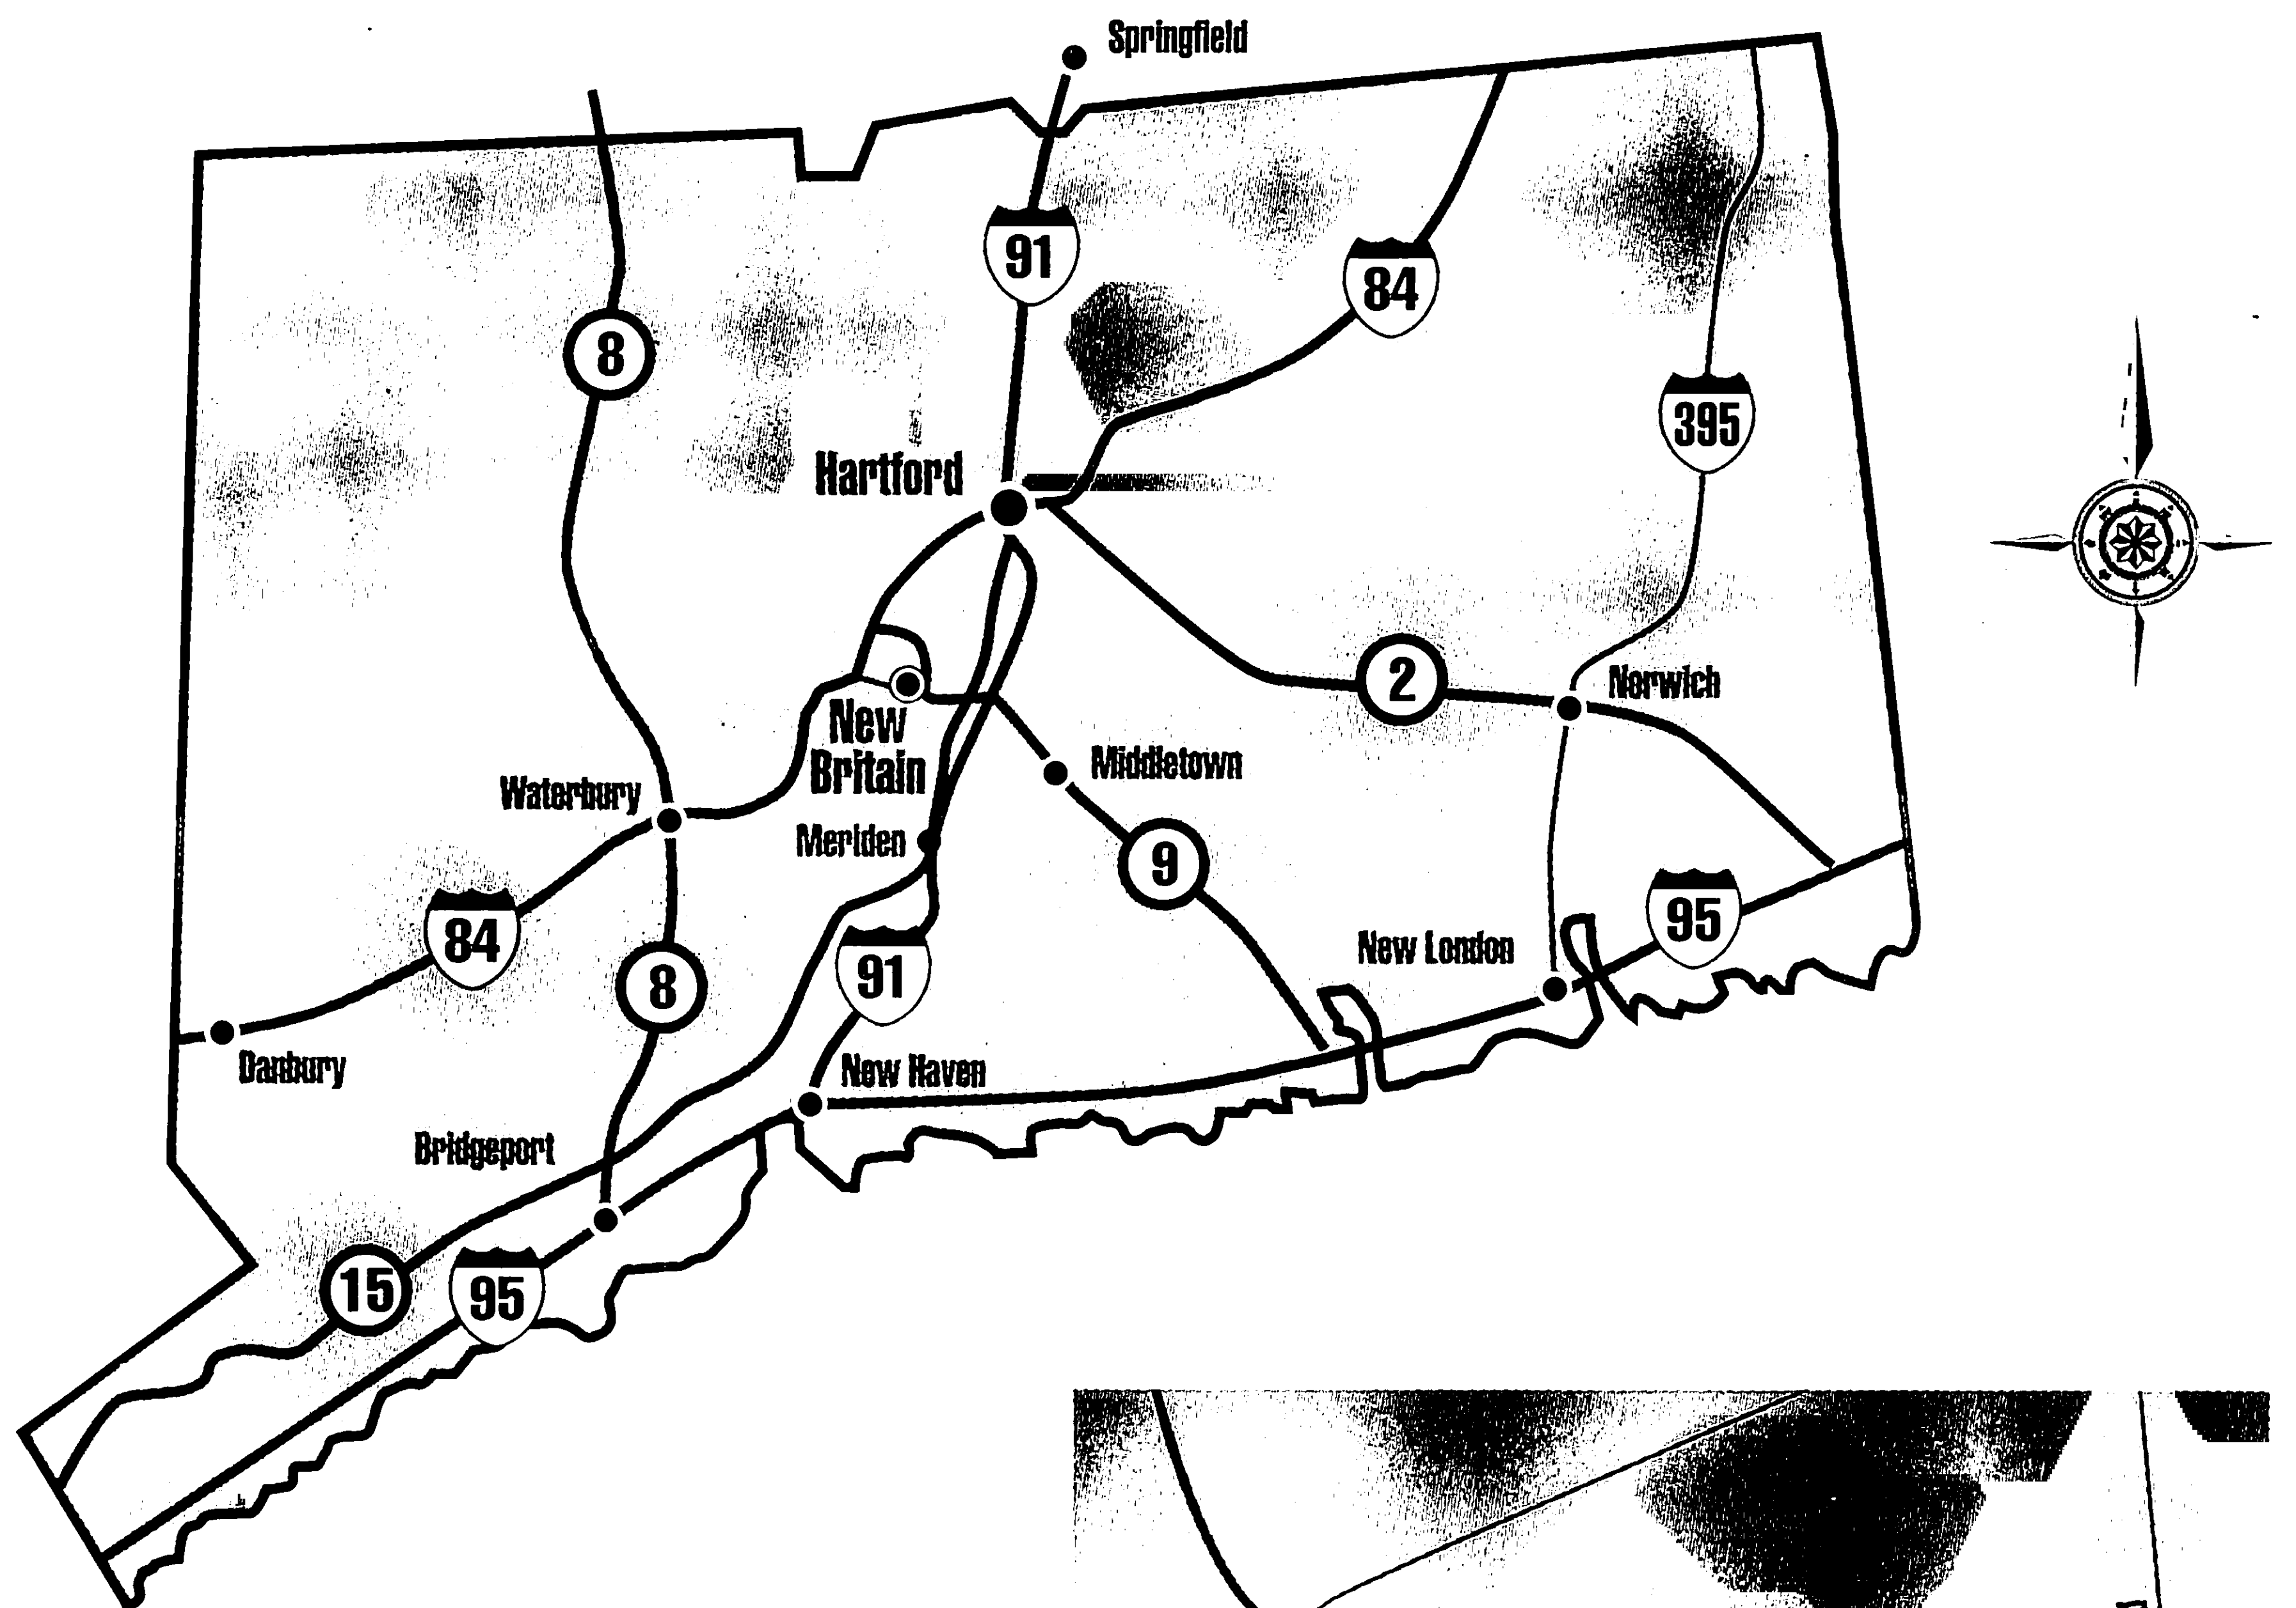 Springfield
91
84
8
395
Hartford
2
Norwich
New
Britain
Middletown
Waterbury
Meriden
9
84
95
New London
91
8
Danbury
New Haven
Bridgeport
15
95